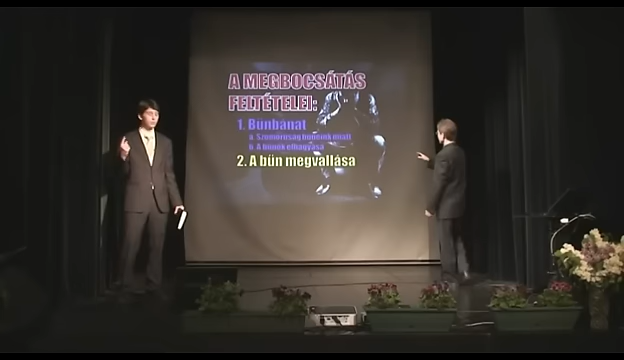 A MEGBOCSÁTÁS
FELTÉTELEI:
1. Bűnbánat
a. Szomorúság bűneink miatt
b. A bűnök elhagyása
2. A bűn megvallása